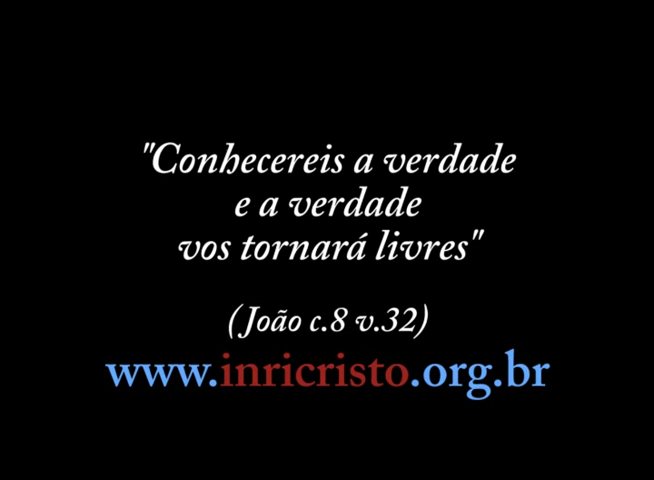 "Conhecereis a verdade
e a verdade
vos tornará livres"
(João c.8 v.32)
www.inricristo.org.br